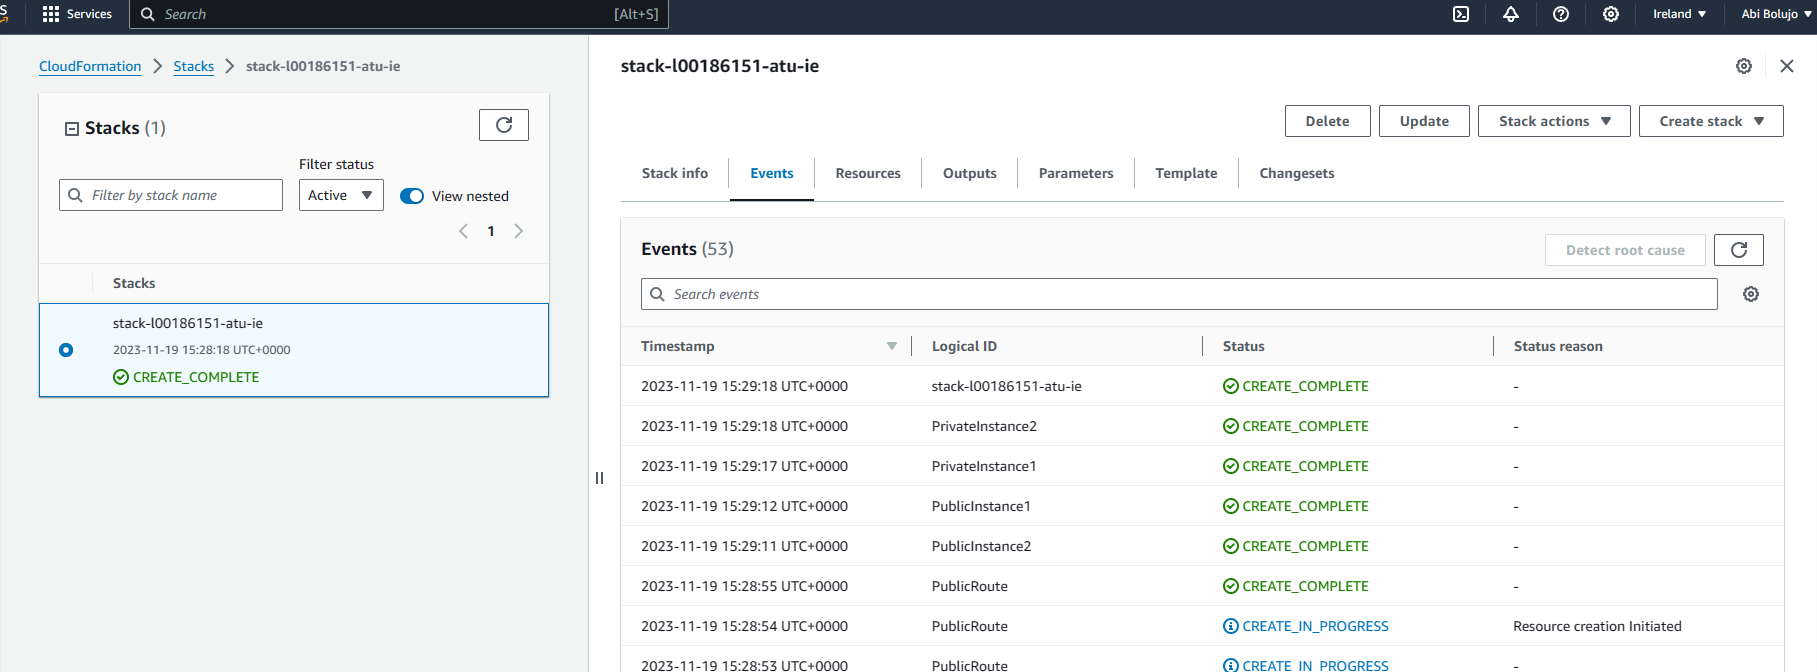 Services
Search
[Alt+S]
Ireland
Abi Bolujo
CloudFormation
Stacks
stack-l00186151-atu-ie
Stacks (1)
Filter status
Filter by stack name
Active
View nested
1
Stacks
stack-l00186151-atu-ie
2023-11-19 15:28:18 UTC+0000
CREATE_COMPLETE
stack-l00186151-atu-ie
Delete
Update
Stack actions
Create stack
Stack info
Events
Resources
Outputs
Parameters
Template
Changesets
Events (53)
Detect root cause
Search events
Timestamp Logical ID Status Status reason
2023-11-19 15:29:18 UTC+0000 stack-l00186151-atu-ie CREATE_COMPLETE -
2023-11-19 15:29:18 UTC+0000 PrivateInstance2 CREATE_COMPLETE -
2023-11-19 15:29:17 UTC+0000 PrivateInstance1 CREATE_COMPLETE -
2023-11-19 15:29:12 UTC+0000 PublicInstance1 CREATE_COMPLETE -
2023-11-19 15:29:11 UTC+0000 PublicInstance2 CREATE_COMPLETE -
2023-11-19 15:28:55 UTC+0000 PublicRoute CREATE_COMPLETE -
2023-11-19 15:28:54 UTC+0000 PublicRoute CREATE_IN_PROGRESS Resource creation Initiated
2023-11-19 15:28:53 UTC+0000 PublicRoute CREATE_IN_PROGRESS -